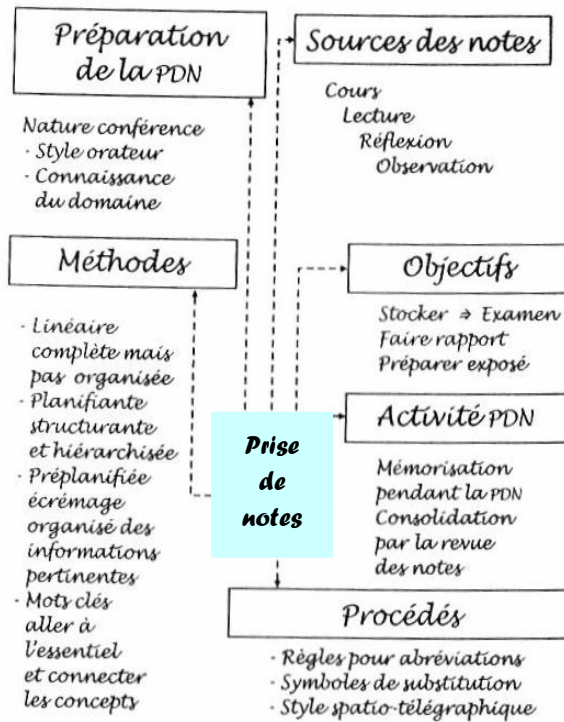 Préparation
de la PDN
Nature conférence
- Style orateur
- Connaissance
du domaine
Sources des notes
Cours
Lecture
Réflexion
Observation
Méthodes
- Linéaire
complète mais
pas organisée
- Planifiante
structurante
et hiérarchisée
- Préplanifiée
écrémage
organisé des
informations
pertinentes
- Mots clés
aller à
l'essentiel
et connecter
les concepts
Prise
de
notes
Objectifs
Stocker ⇒ Examen
Faire rapport
Préparer exposé
Activité PDN
Mémorisation
pendant la PDN
Consolidation
par la revue
des notes
Procédés
- Règles pour abréviations
- Symboles de substitution
- Style spatio-télégraphique